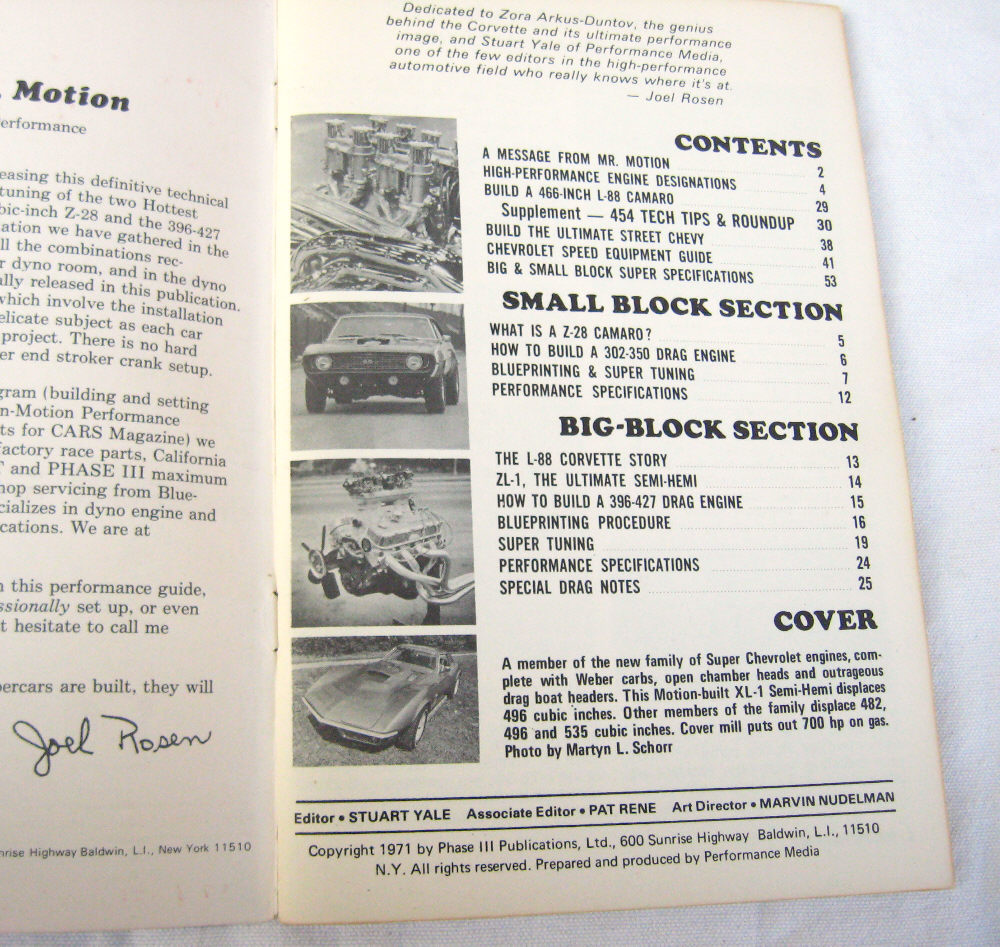 Motion
erformance
easing this definitive technical
tuning of the two Hottest
bic-inch Z-28 and the 396-427
ation we have gathered in the
ll the combinations rec-
r dyno room, and in the dyno
ally released in this publication.
which involve the installation
elicate subject as each car
project. There is no hard
er end stroker crank setup.
gram (building and setting
n-Motion Performance
ts for CARS Magazine) we
factory race parts, California
T and PHASE III maximum
hop servicing from Blue-
cializes in dyno engine and
cations. We are at
n this performance guide,
ssionally set up, or even
t hesitate to call me
percars are built, they will
Joel Rosen
nrise Highway Baldwin, L.I., New York 11510
Dedicated to Zora Arkus-Duntov, the genius
behind the Corvette and its ultimate performance
image, and Stuart Yale of Performance Media,
one of the few editors in the high-performance
automotive field who really knows where it's at.
— Joel Rosen
CONTENTS
A MESSAGE FROM MR. MOTION 2
HIGH-PERFORMANCE ENGINE DESIGNATIONS 4
BUILD A 466-INCH L-88 CAMARO 29
Supplement — 454 TECH TIPS & ROUNDUP 30
BUILD THE ULTIMATE STREET CHEVY 38
CHEVROLET SPEED EQUIPMENT GUIDE 41
BIG & SMALL BLOCK SUPER SPECIFICATIONS 53
SMALL BLOCK SECTION
WHAT IS A Z-28 CAMARO? 5
HOW TO BUILD A 302-350 DRAG ENGINE 6
BLUEPRINTING & SUPER TUNING 7
PERFORMANCE SPECIFICATIONS 12
BIG-BLOCK SECTION
THE L-88 CORVETTE STORY 13
ZL-1, THE ULTIMATE SEMI-HEMI 14
HOW TO BUILD A 396-427 DRAG ENGINE 15
BLUEPRINTING PROCEDURE 16
SUPER TUNING 19
PERFORMANCE SPECIFICATIONS 24
SPECIAL DRAG NOTES 25
COVER
A member of the new family of Super Chevrolet engines, com-
plete with Weber carbs, open chamber heads and outrageous
drag boat headers. This Motion-built XL-1 Semi-Hemi displaces
496 cubic inches. Other members of the family displace 482,
496 and 535 cubic inches. Cover mill puts out 700 hp on gas.
Photo by Martyn L. Schorr
Editor • STUART YALE Associate Editor • PAT RENE Art Director • MARVIN NUDELMAN
Copyright 1971 by Phase III Publications, Ltd., 600 Sunrise Highway Baldwin, L.I., 11510
N.Y. All rights reserved. Prepared and produced by Performance Media